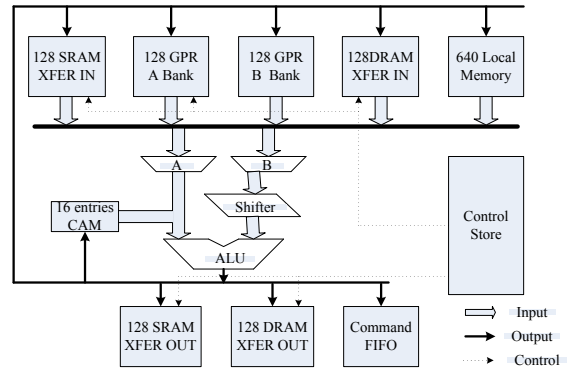 128 SRAM
XFER IN
128 GPR
A Bank
128 GPR
B Bank
128DRAM
XFER IN
640 Local
Memory
A
B
16 entries
CAM
Shifter
Control
Store
ALU
128 SRAM
XFER OUT
128 DRAM
XFER OUT
Command
FIFO
Input
Output
Control